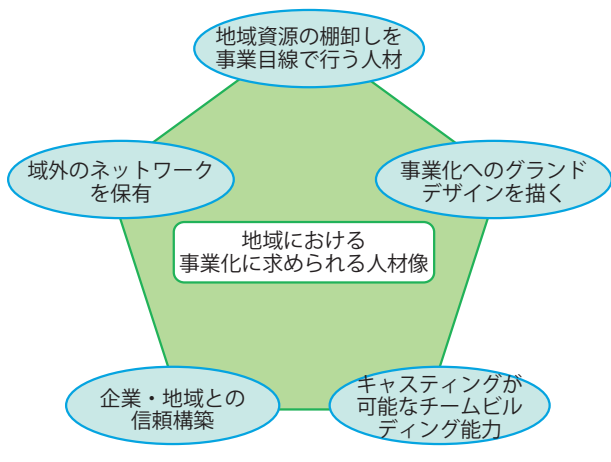 地域資源の棚卸しを
事業目線で行う人材
域外のネットワーク
を保有
事業化へのグランド
デザインを描く
地域における
事業化に求められる人材像
企業・地域との
信頼構築
キャスティングが
可能なチームビル
ディング能力